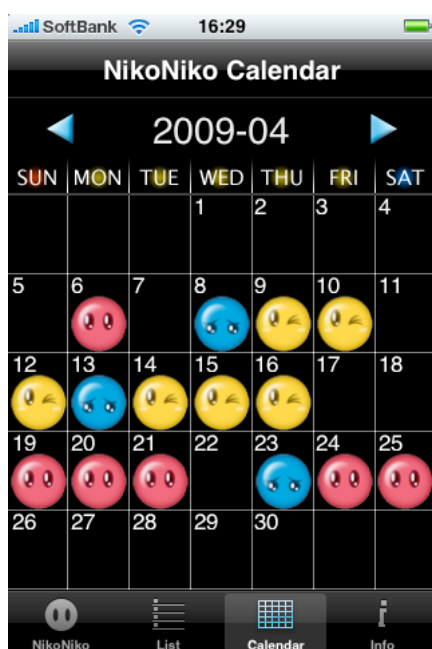 SoftBank 16:29
NikoNiko Calendar
2009-04
SUN MON TUE WED THU FRI SAT
1 2 3 4
5 6 7 8 9 10 11
12 13 14 15 16 17 18
19 20 21 22 23 24 25
26 27 28 29 30
NikoNiko List Calendar Info